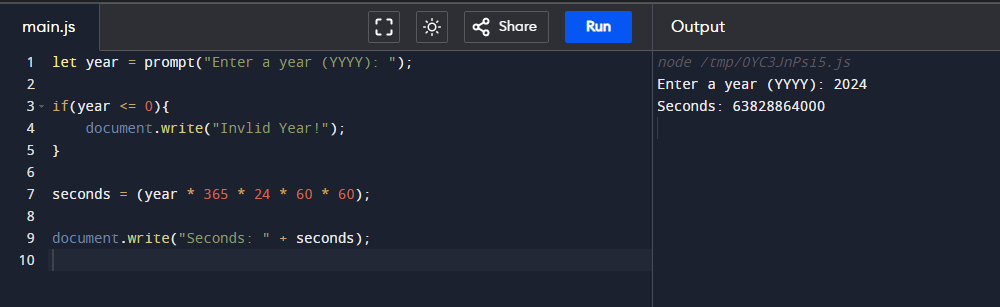 main.js Share Run Output
1 let year = prompt("Enter a year (YYYY): ");
2
3 if(year <= 0){
4 document.write("Invlid Year!");
5 }
6
7 seconds = (year * 365 * 24 * 60 * 60);
8
9 document.write("Seconds: " + seconds);
10
node /tmp/0YC3JnPsi5.js
Enter a year (YYYY): 2024
Seconds: 63828864000